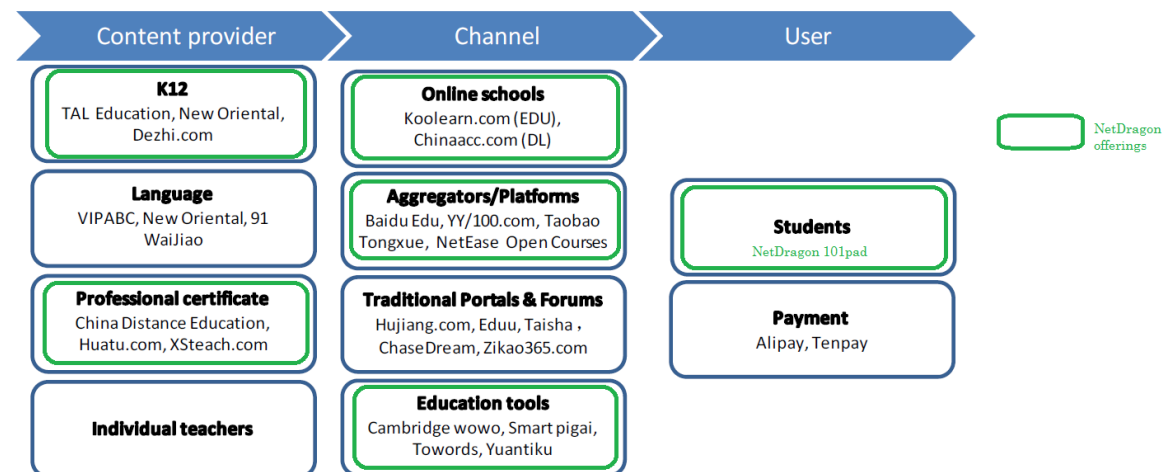 Content provider
Channel
User
K12
TAL Education, New Oriental,
Dezhi.com
Language
VIPABC, New Oriental, 91
WaiJiao
Professional certificate
China Distance Education,
Huatu.com, XSteach.com
Individual teachers
Online schools
Koolearn.com (EDU),
Chinaacc.com (DL)
Aggregators/Platforms
Baidu Edu, YY/100.com, Taobao
Tongxue, NetEase Open Courses
Traditional Portals & Forums
Hujiang.com, Eduu, Taisha ,
ChaseDream, Zikao365.com
Education tools
Cambridge wowo, Smart pigai,
Towords, Yuantiku
Students
NetDragon 101pad
Payment
Alipay, Tenpay
NetDragon
offerings